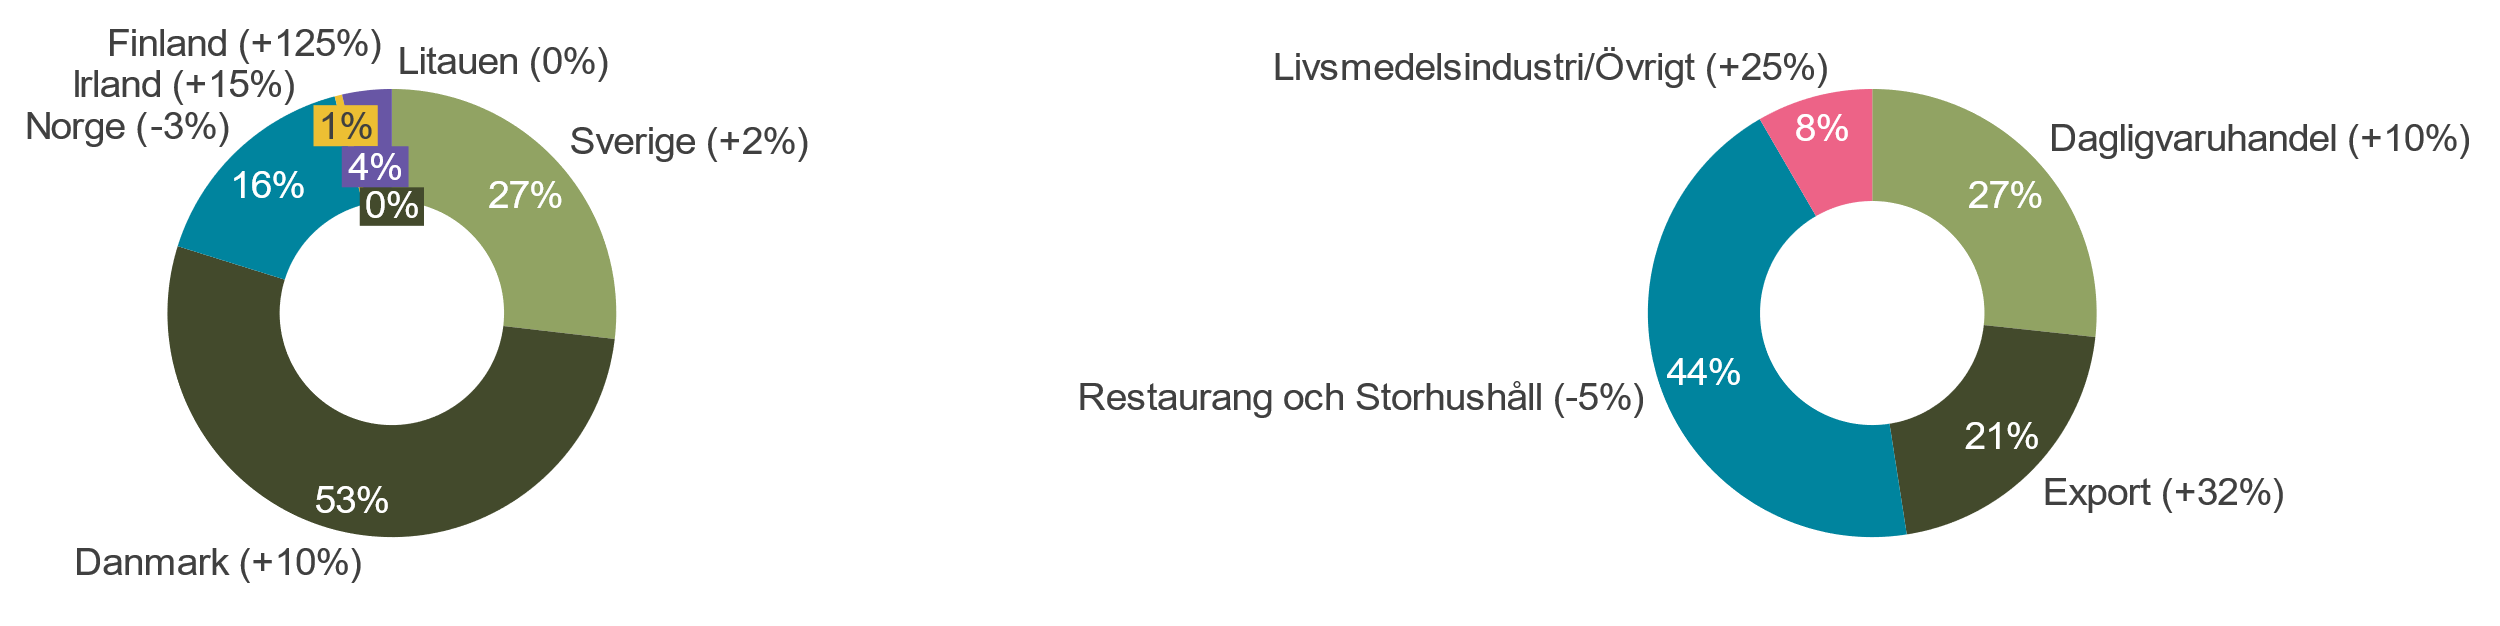 Finland (+125%)
Litauen (0%)
Irland (+15%)
Norge (-3%)
Sverige (+2%)
1%
4%
0%
16%
27%
53%
Danmark (+10%)
Livsmedelsindustri/Övrigt (+25%)
8%
Dagligvaruhandel (+10%)
27%
44%
Restaurang och Storhushåll (-5%)
21%
Export (+32%)